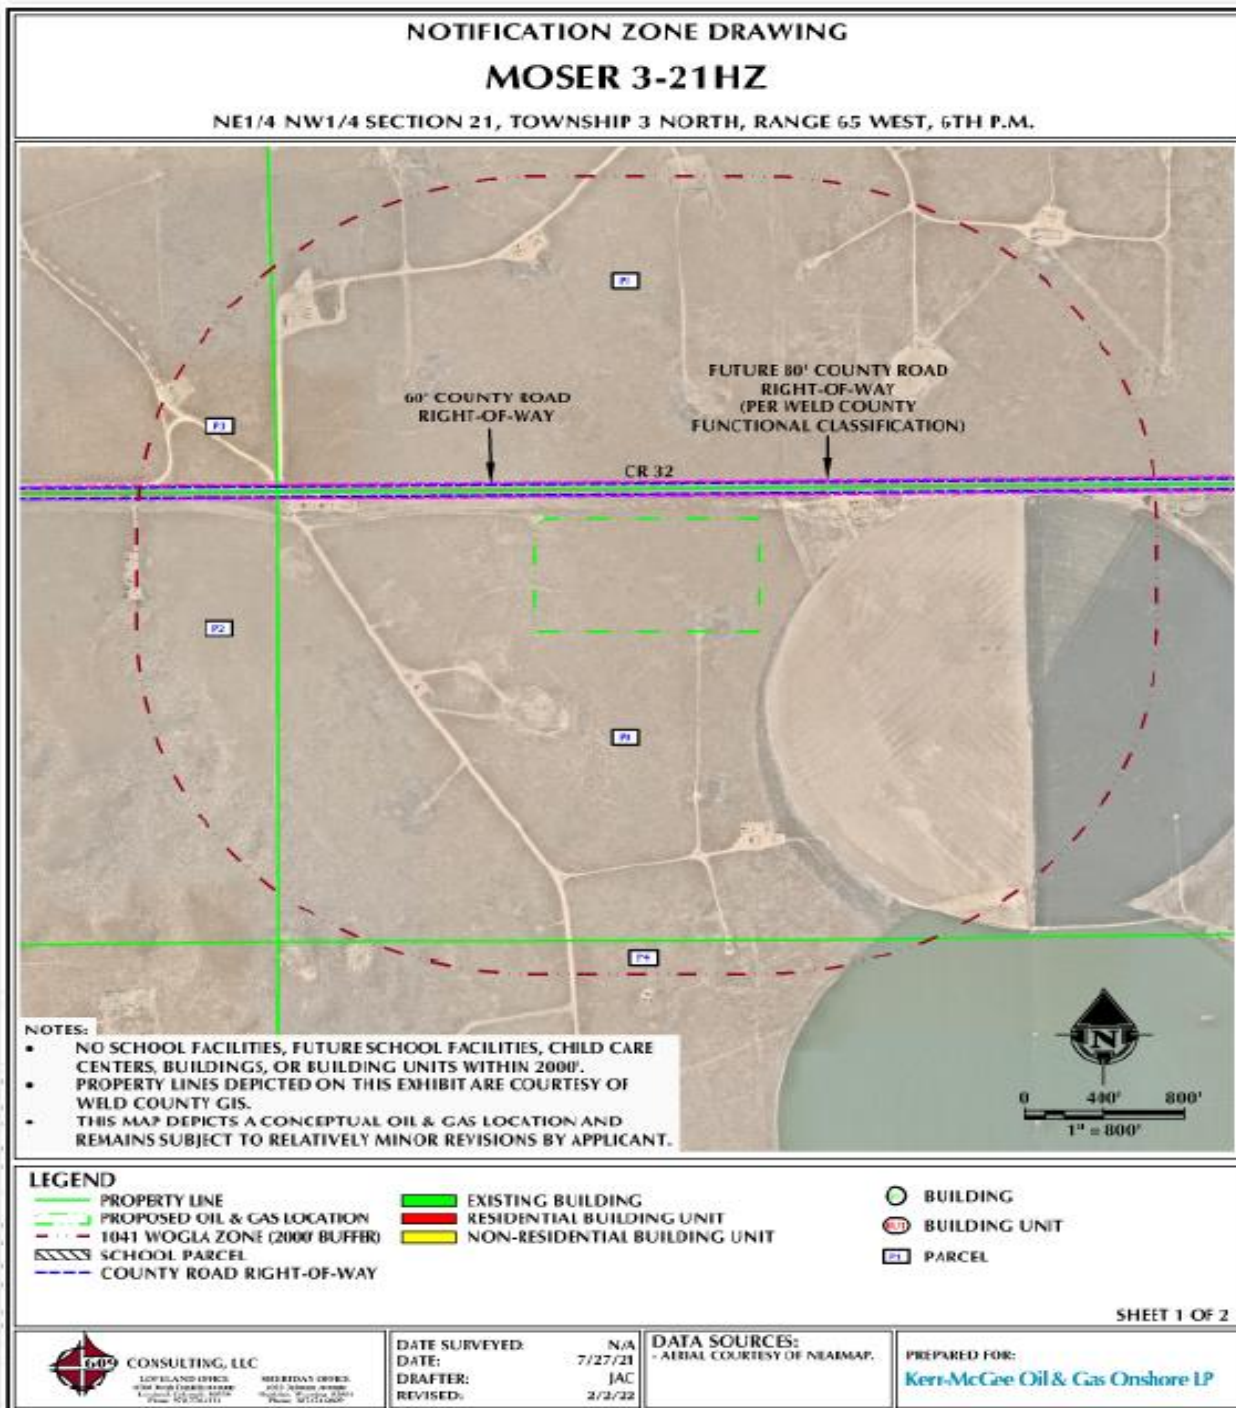 NOTIFICATION ZONE DRAWING
MOSER 3-21HZ
NE1/4 NW1/4 SECTION 21, TOWNSHIP 3 NORTH, RANGE 65 WEST, 6TH P.M.
60' COUNTY ROAD
RIGHT-OF-WAY
FUTURE 80' COUNTY ROAD
RIGHT-OF-WAY
(PER WELD COUNTY
FUNCTIONAL CLASSIFICATION)
CR 32
P3
P2
P4
N
0 400' 800'
1" = 800'
NOTES:
• NO SCHOOL FACILITIES, FUTURE SCHOOL FACILITIES, CHILD CARE
CENTERS, BUILDINGS, OR BUILDING UNITS WITHIN 2000'.
• PROPERTY LINES DEPICTED ON THIS EXHIBIT ARE COURTESY OF
WELD COUNTY GIS.
• THIS MAP DEPICTS A CONCEPTUAL OIL & GAS LOCATION AND
REMAINS SUBJECT TO RELATIVELY MINOR REVISIONS BY APPLICANT.
LEGEND
PROPERTY LINE
PROPOSED OIL & GAS LOCATION
1041 WOGLA ZONE (2000' BUFFER)
SCHOOL PARCEL
COUNTY ROAD RIGHT-OF-WAY
EXISTING BUILDING
RESIDENTIAL BUILDING UNIT
NON-RESIDENTIAL BUILDING UNIT
BUILDING
BUILDING UNIT
P1 PARCEL
SHEET 1 OF 2
609 CONSULTING, LLC
LOVELAND OFFICE
SHERIDAN OFFICE
DATE SURVEYED: N/A
DATE: 7/27/21
DRAFTER: JAC
REVISED: 2/2/22
DATA SOURCES:
- AERIAL COURTESY OF NEARMAP.
PREPARED FOR:
Kerr-McGee Oil & Gas Onshore LP